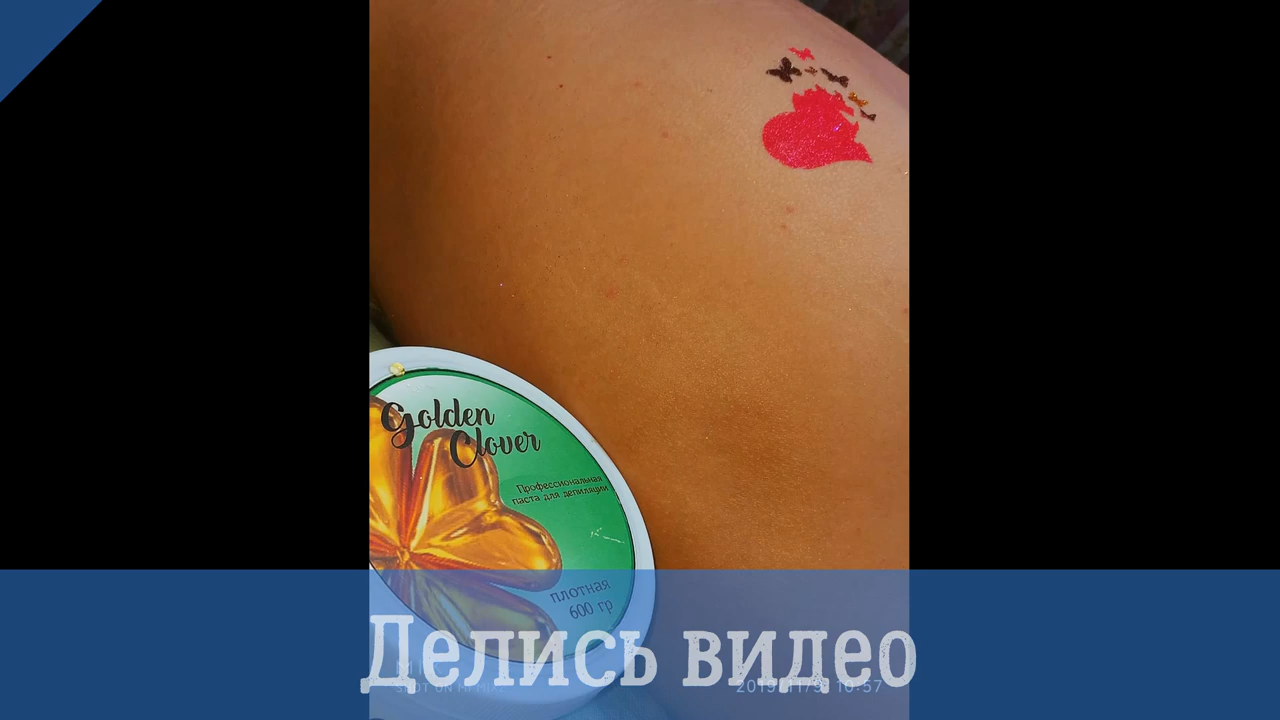 Golden
Clover
Профессиональная
паста для депиляции
плотная
600 гр
Делись видео